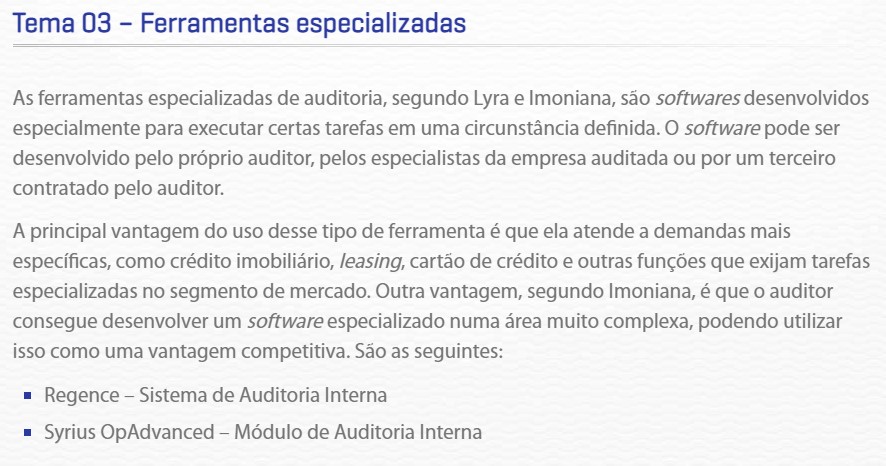 Tema 03 – Ferramentas especializadas
As ferramentas especializadas de auditoria, segundo Lyra e Imoniana, são softwares desenvolvidos
especialmente para executar certas tarefas em uma circunstância definida. O software pode ser
desenvolvido pelo próprio auditor, pelos especialistas da empresa auditada ou por um terceiro
contratado pelo auditor.
A principal vantagem do uso desse tipo de ferramenta é que ela atende a demandas mais
específicas, como crédito imobiliário, leasing, cartão de crédito e outras funções que exijam tarefas
especializadas no segmento de mercado. Outra vantagem, segundo Imoniana, é que o auditor
consegue desenvolver um software especializado numa área muito complexa, podendo utilizar
isso como uma vantagem competitiva. São as seguintes:
Regence – Sistema de Auditoria Interna
Syrius OpAdvanced – Módulo de Auditoria Interna